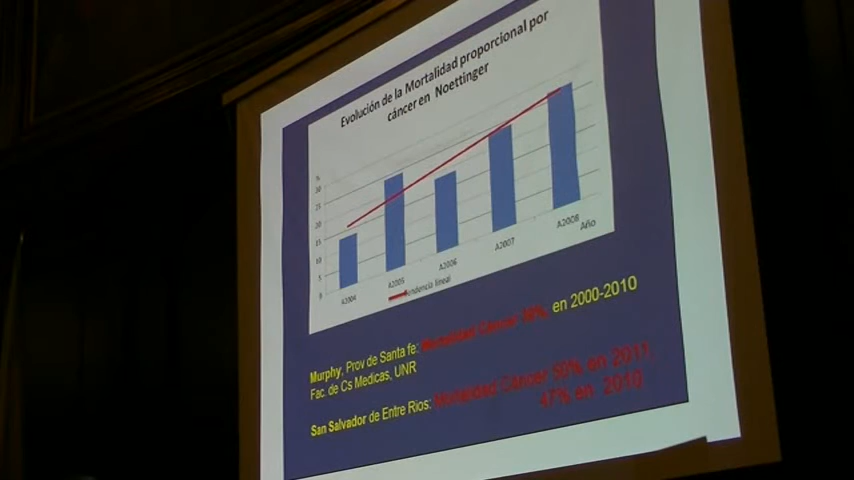 Evolución de la Mortalidad proporcional por
cáncer en Noettinger
%
30
25
20
15
10
5
0
A2004
A2005
A2006
A2007
A2008
Año
Tendencia lineal
Murphy, Prov de Santa fe: Mortalidad Cáncer en 2000-2010
Fac. de Cs Medicas, UNR
San Salvador de Entre Rios: Mortalidad Cáncer 50% en 2011,
47% en 2010